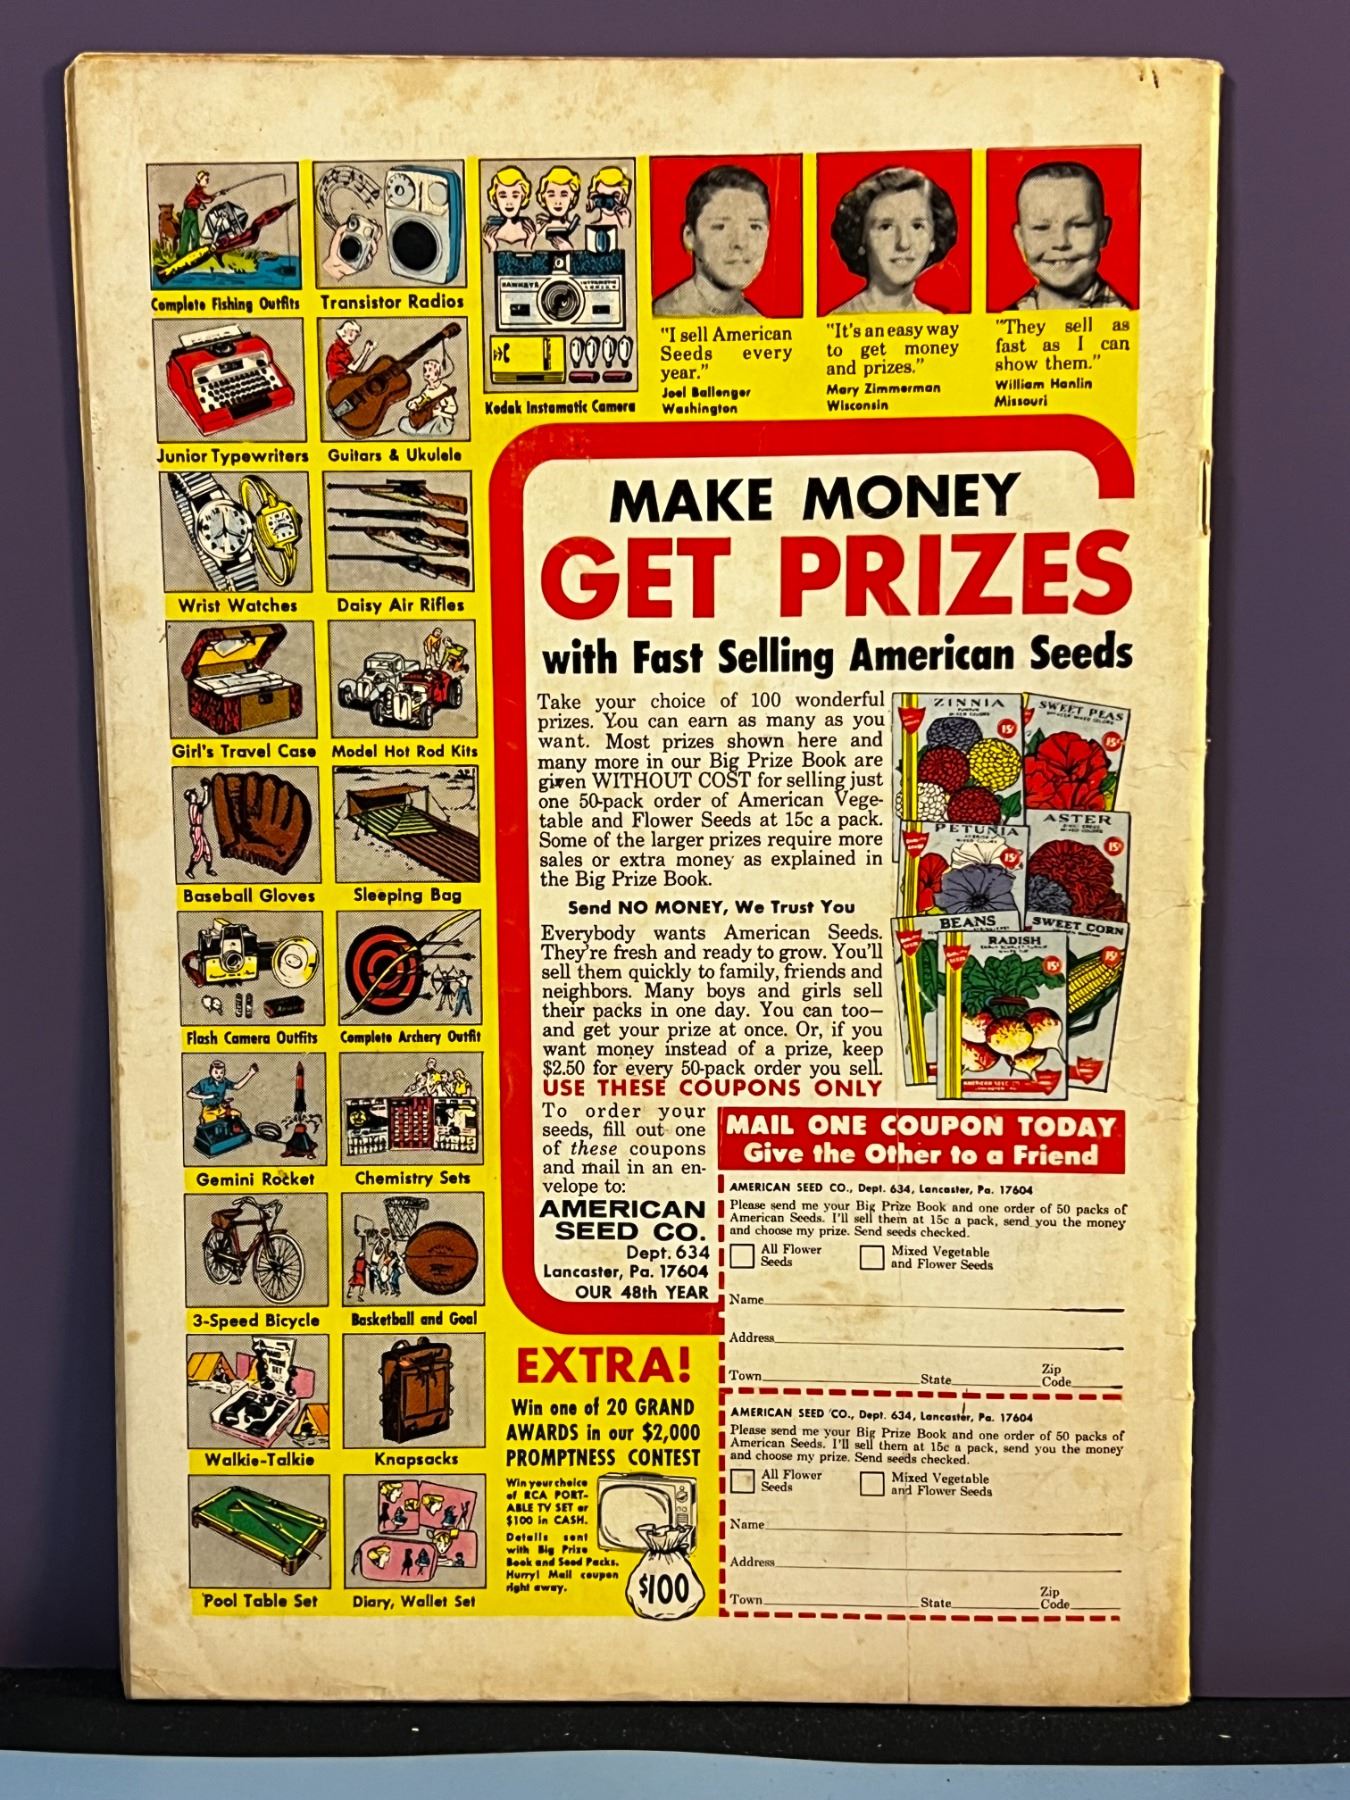 Complete Fishing Outfits
Transistor Radios
Kodak Instamatic Camera
Junior Typewriters
Guitars & Ukulele
Wrist Watches
Daisy Air Rifles
Girl's Travel Case
Model Hot Rod Kits
Baseball Gloves
Sleeping Bag
Flash Camera Outfits
Complete Archery Outfit
Gemini Rocket
Chemistry Sets
3-Speed Bicycle
Basketball and Goal
Walkie-Talkie
Knapsacks
Pool Table Set
Diary, Wallet Set
"I sell American
Seeds every
year."
Joel Ballenger
Washington
"It's an easy way
to get money
and prizes."
Mary Zimmerman
Wisconsin
"They sell as
fast as I can
show them."
William Hanlin
Missouri
MAKE MONEY
GET PRIZES
with Fast Selling American Seeds
Take your choice of 100 wonderful
prizes. You can earn as many as you
want. Most prizes shown here and
many more in our Big Prize Book are
given WITHOUT COST for selling just
one 50-pack order of American Vege-
table and Flower Seeds at 15c a pack.
Some of the larger prizes require more
sales or extra money as explained in
the Big Prize Book.
Send NO MONEY, We Trust You
Everybody wants American Seeds.
They're fresh and ready to grow. You'll
sell them quickly to family, friends and
neighbors. Many boys and girls sell
their packs in one day. You can too—
and get your prize at once. Or, if you
want money instead of a prize, keep
$2.50 for every 50-pack order you sell.
USE THESE COUPONS ONLY
ZINNIA
15¢
SWEET PEAS
15¢
PETUNIA
15¢
ASTER
15¢
BEANS
SWEET CORN
RADISH
15¢
To order your
seeds, fill out one
of these coupons
and mail in an en-
velope to:
AMERICAN
SEED CO.
Dept. 634
Lancaster, Pa. 17604
OUR 48th YEAR
MAIL ONE COUPON TODAY
Give the Other to a Friend
AMERICAN SEED CO., Dept. 634, Lancaster, Pa. 17604
Please send me your Big Prize Book and one order of 50 packs of
American Seeds. I'll sell them at 15c a pack, send you the money
and choose my prize. Send seeds checked.
All Flower
Seeds
Mixed Vegetable
and Flower Seeds
Name
Address
Town State Zip
Code
AMERICAN SEED CO., Dept. 634, Lancaster, Pa. 17604
Please send me your Big Prize Book and one order of 50 packs of
American Seeds. I'll sell them at 15c a pack, send you the money
and choose my prize. Send seeds checked.
All Flower
Seeds
Mixed Vegetable
and Flower Seeds
Name
Address
Town State Zip
Code
EXTRA!
Win one of 20 GRAND
AWARDS in our $2,000
PROMPTNESS CONTEST
Win your choice
of RCA PORT-
ABLE TV SET or
$100 in CASH.
Details sent
with Big Prize
Book and Seed Packs.
Hurry! Mail coupon
right away.
$100